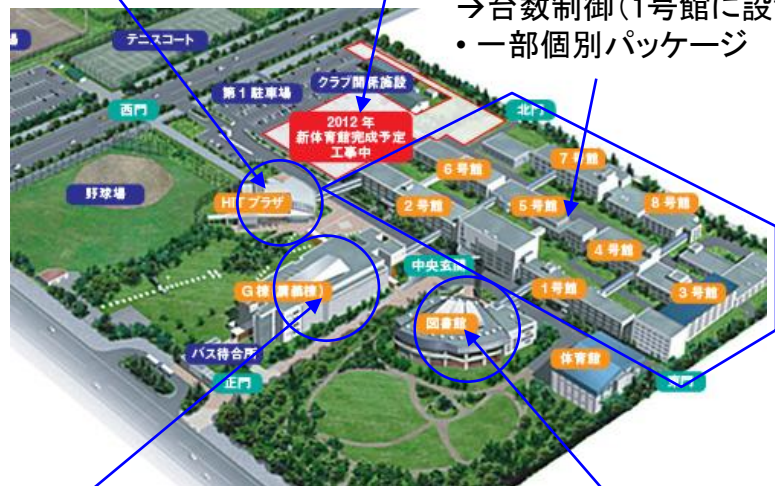 →台数制御(1号館に設
• 一部個別パッケージ
テニスコート
クラブ関係施設
第1駐車場
西門
北門
2012年
新体育館完成予定
工事中
7号館
6号館
野球場
HITプラザ
2号館
5号館
8号館
4号館
中央玄関
G棟(講義棟)
1号館
3号館
図書館
バス待合所
体育館
正門
東門